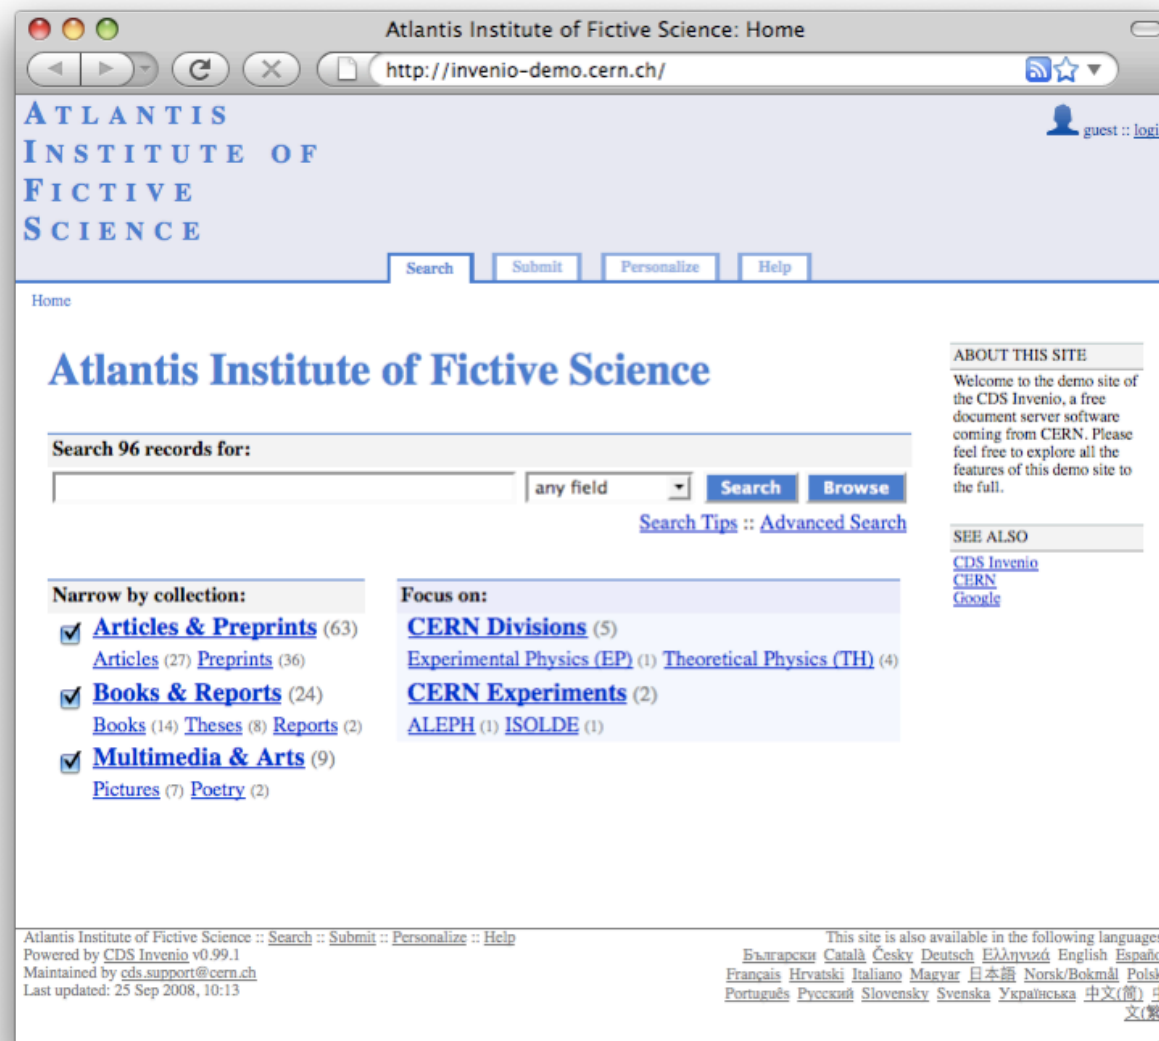 Atlantis Institute of Fictive Science: Home
http://invenio-demo.cern.ch/
ATLANTIS
INSTITUTE OF
FICTIVE
SCIENCE
guest :: logi
Search Submit Personalize Help
Home
Atlantis Institute of Fictive Science
Search 96 records for:
any field Search Browse
Search Tips :: Advanced Search
Narrow by collection:
Articles & Preprints (63)
Articles (27) Preprints (36)
Books & Reports (24)
Books (14) Theses (8) Reports (2)
Multimedia & Arts (9)
Pictures (7) Poetry (2)
Focus on:
CERN Divisions (5)
Experimental Physics (EP) (1) Theoretical Physics (TH) (4)
CERN Experiments (2)
ALEPH (1) ISOLDE (1)
ABOUT THIS SITE
Welcome to the demo site of
the CDS Invenio, a free
document server software
coming from CERN. Please
feel free to explore all the
features of this demo site to
the full.
SEE ALSO
CDS Invenio
CERN
Google
Atlantis Institute of Fictive Science :: Search :: Submit :: Personalize :: Help
Powered by CDS Invenio v0.99.1
Maintained by cds.support@cern.ch
Last updated: 25 Sep 2008, 10:13
This site is also available in the following languages
Български Català Česky Deutsch Ελληνικά English Españo
Français Hrvatski Italiano Magyar 日本語 Norsk/Bokmål Polsk
Português Русский Slovensky Svenska Українська 中文(简)
文(繁